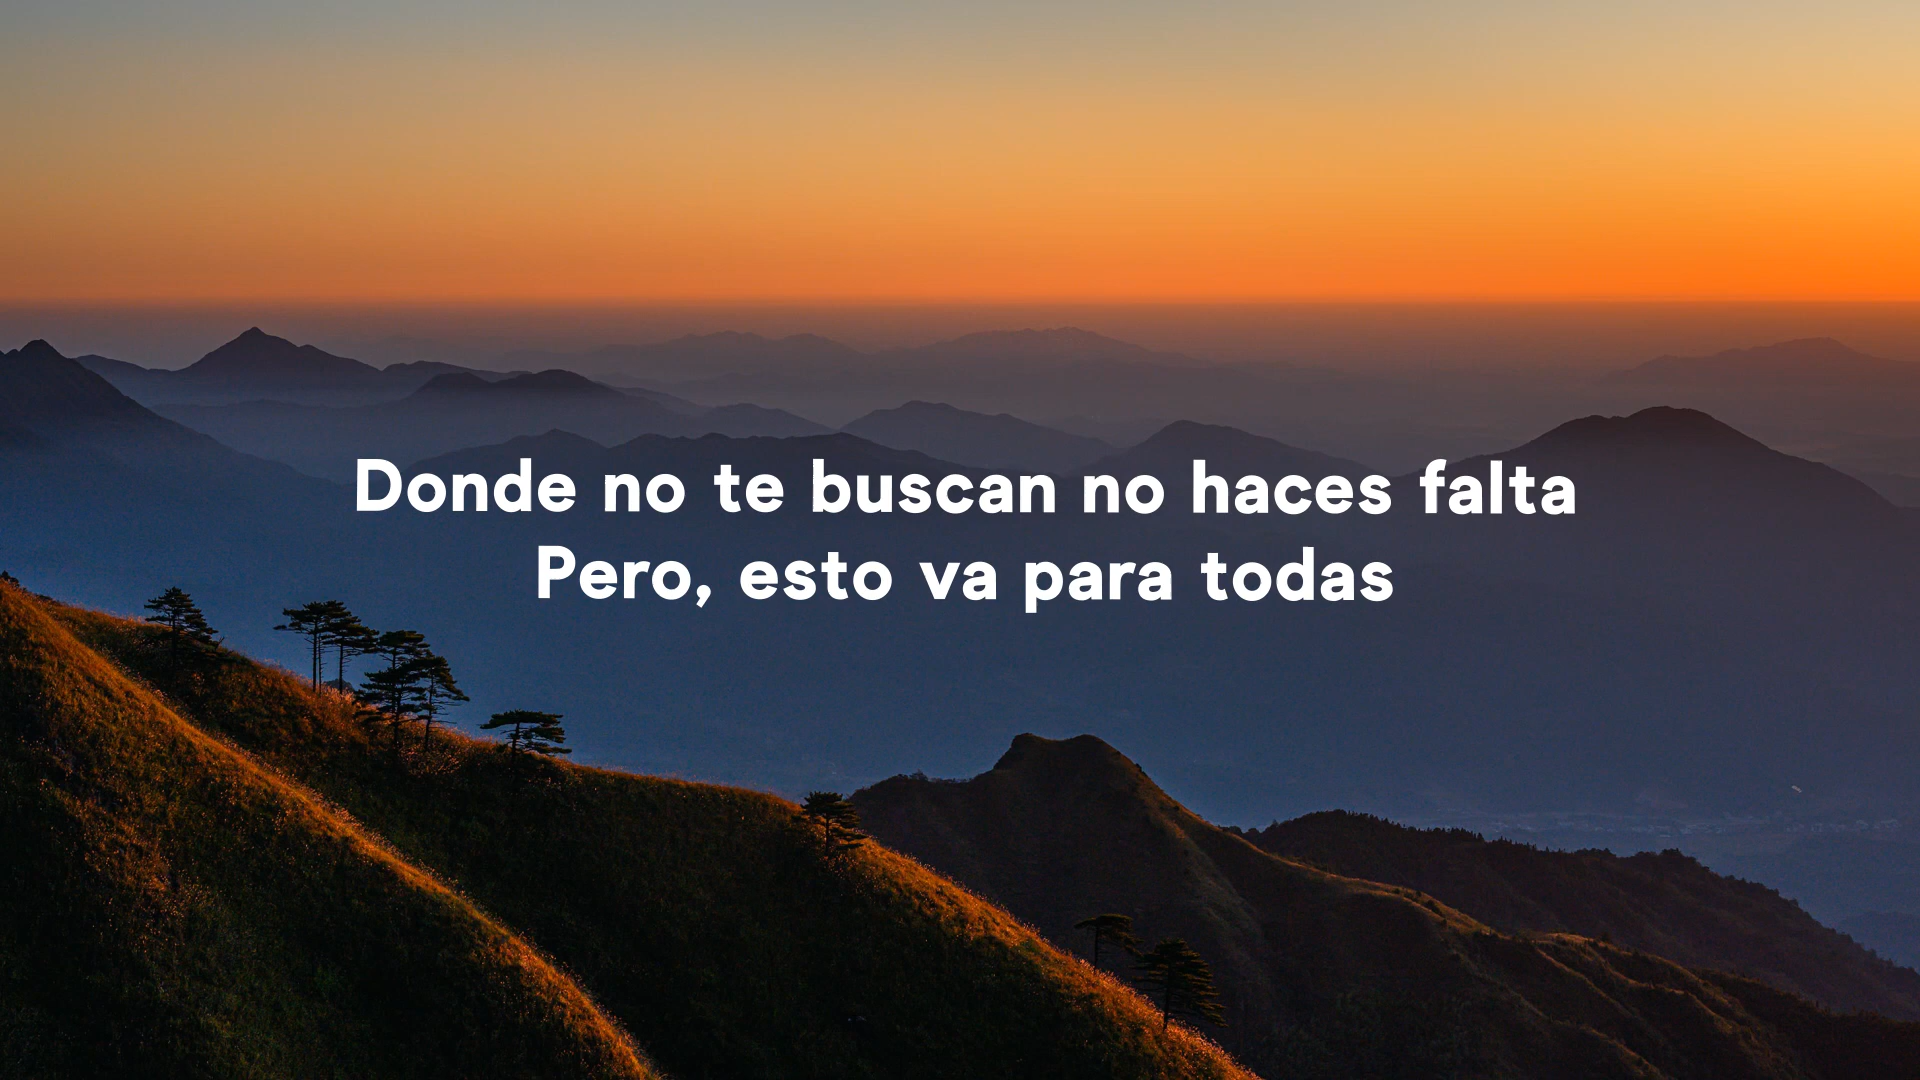 Donde no te buscan no haces falta
Pero, esto va para todas